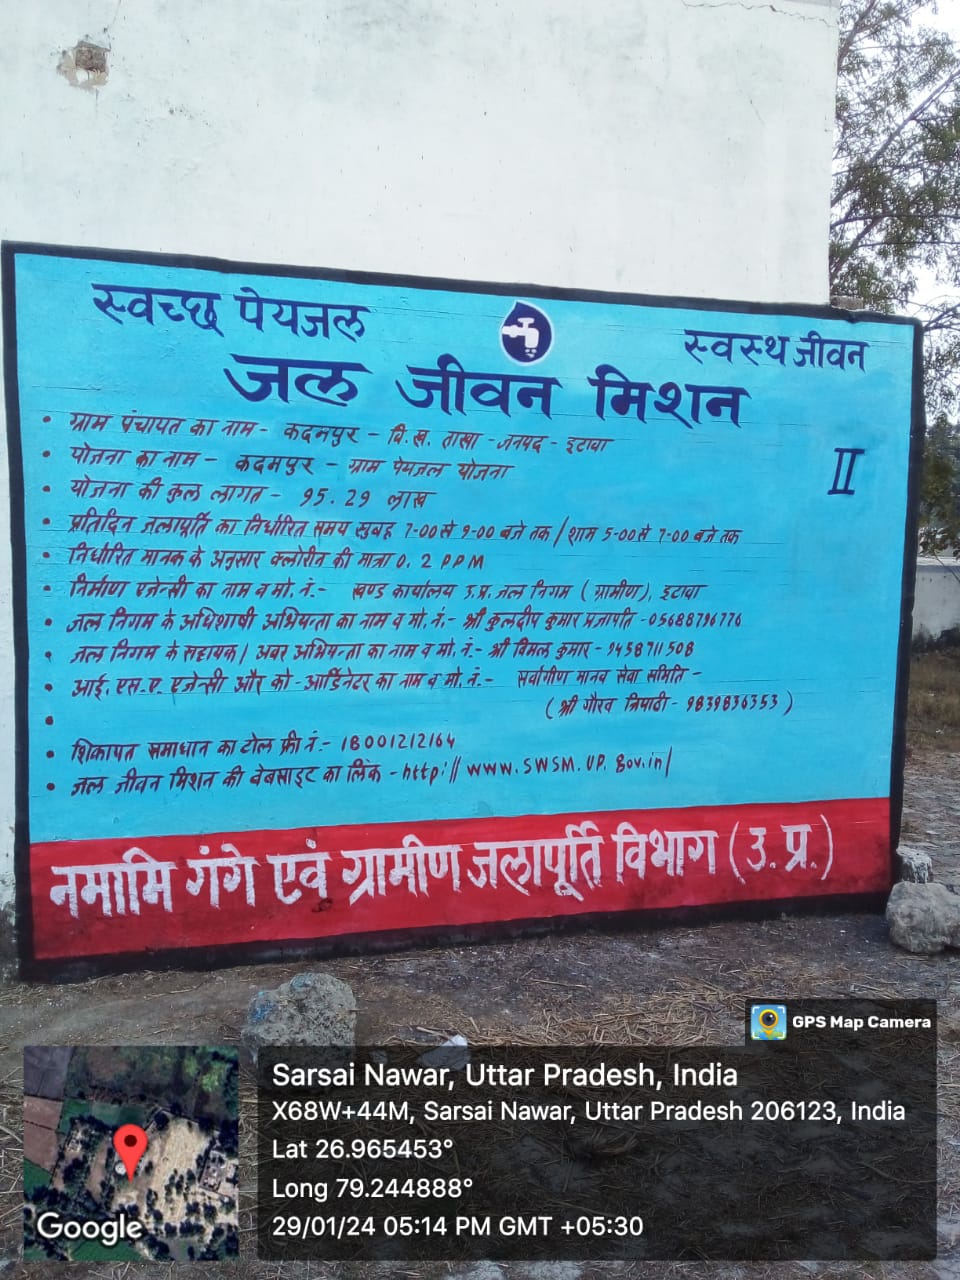 स्वच्छ पेयजल
स्वस्थ जीवन
जल जीवन मिशन
II
• ग्राम पंचायत का नाम - कदमपुर - वि.ख. ताखा - जनपद - इटावा
• योजना का नाम - कदमपुर - ग्राम पेयजल योजना
• योजना की कुल लागत - 95.29 लाख
• प्रतिदिन जलापूर्ति का निर्धारित समय सुबह 7-00 से 9-00 बजे तक / शाम 5-00 से 7-00 बजे तक
• निर्धारित मानक के अनुसार क्लोरीन की मात्रा 0.2 PPM
• निर्माण एजेन्सी का नाम व मो. नं.- खण्ड कार्यालय उ.प्र. जल निगम (ग्रामीण), इटावा
• जल निगम के अधिशाषी अभियन्ता का नाम व मो. नं.- श्री कुलदीप कुमार प्रजापति - 05688796776
• जल निगम के सहायक / अवर अभियन्ता का नाम व मो. नं.- श्री विमल कुमार - 9458711508
• आई. एस.ए. एजेन्सी और को-आर्डिनेटर का नाम व मो. नं.- सर्वांगीण मानव सेवा समिति -
• (श्री गौरव त्रिपाठी - 9839836353)
• शिकायत समाधान का टोल फ्री नं.- 18001212164
• जल जीवन मिशन की वेबसाइट का लिंक - http:// www.SWSM.UP.Gov.in/
नमामि गंगे एवं ग्रामीण जलापूर्ति विभाग (उ.प्र.)
GPS Map Camera
Sarsai Nawar, Uttar Pradesh, India
X68W+44M, Sarsai Nawar, Uttar Pradesh 206123, India
Lat 26.965453°
Long 79.244888°
29/01/24 05:14 PM GMT +05:30
Google